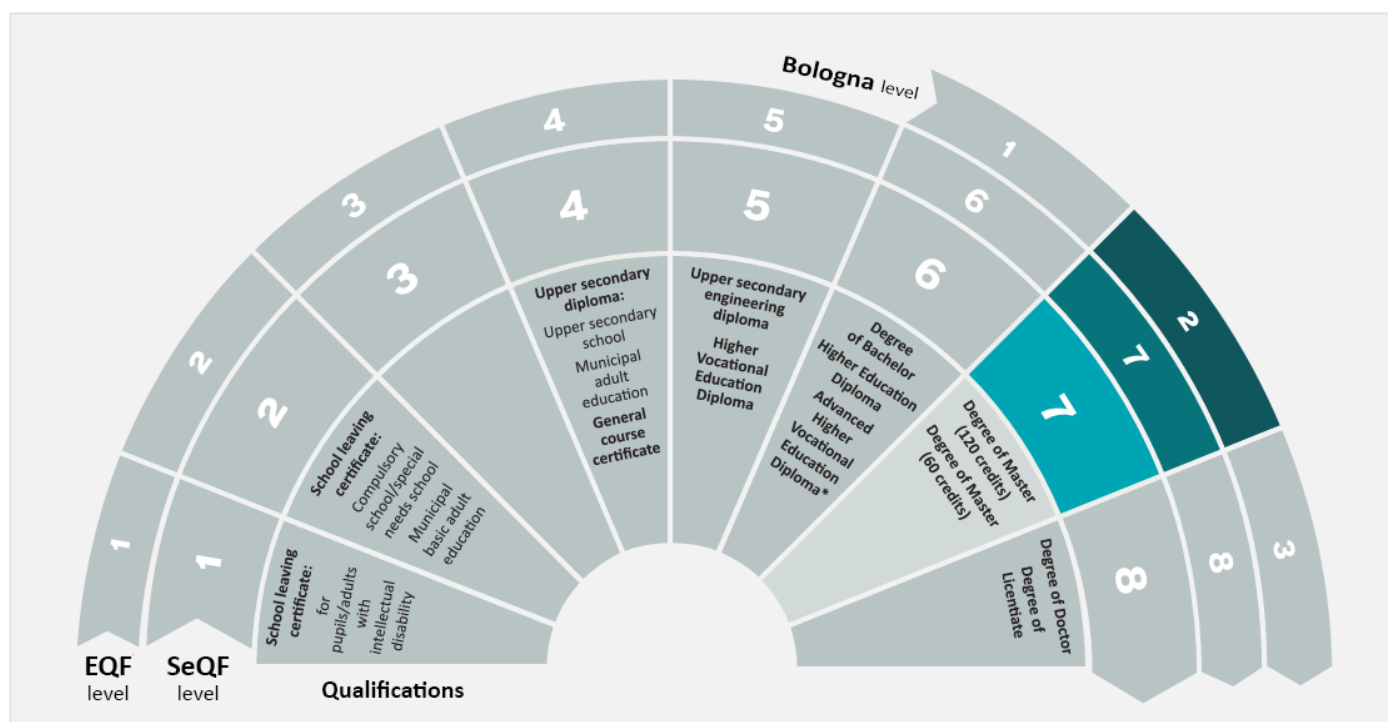 Bologna level
1
2
3
4
5
1
2
3
1
2
3
4
5
6
7
8
6
7
8
School leaving
certificate:
for
pupils/adults
with
intellectual
disability
School leaving
certificate:
Compulsory
school/special
needs school
Municipal
basic adult
education
Upper secondary
diploma:
Upper secondary
school
Municipal
adult
education
General
course
certificate
Upper secondary
engineering
diploma
Higher
Vocational
Education
Diploma
Degree
of Bachelor
Higher Education
Diploma
Advanced
Higher
Vocational
Education
Diploma*
Degree of Master
(120 credits)
Degree of Master
(60 credits)
Degree of Doctor
Degree of
Licentiate
EQF
level
SeQF
level
Qualifications